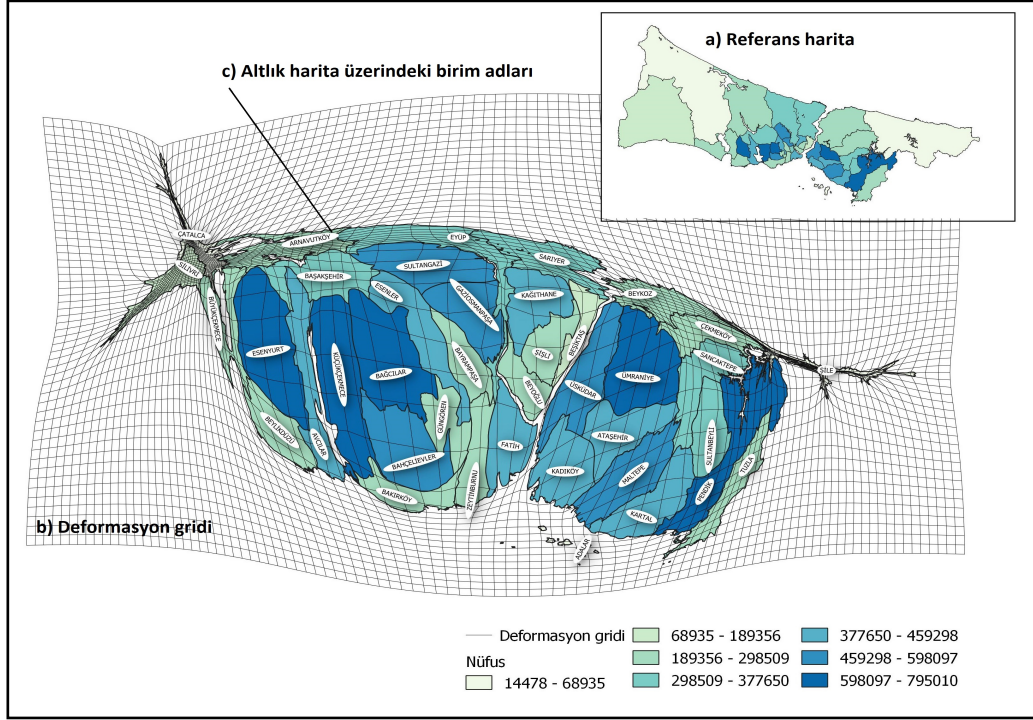 a) Referans harita
c) Altlık harita üzerindeki birim adları
ÇATALCA
SİLİVRİ
ARNAVUTKÖY
EYÜP
SARIYER
SULTANGAZİ
BAŞAKŞEHİR
ESENLER
GAZİOSMANPAŞA
KAĞITHANE
BEYKOZ
BÜYÜKÇEKMECE
ÇEKMEKÖY
SANCAKTEPE
ŞİLE
ESENYURT
KÜÇÜKÇEKMECE
BAĞCILAR
BAYRAMPAŞA
ŞİŞLİ
BEŞİKTAŞ
BEYOĞLU
ÜSKÜDAR
ÜMRANİYE
GÜNGÖREN
ATAŞEHİR
SULTANBEYLİ
BEYLİKDÜZÜ
AVCILAR
BAHÇELİEVLER
FATİH
KADIKÖY
MALTEPE
TUZLA
BAKIRKÖY
ZEYTİNBURNU
PENDİK
KARTAL
ADALAR
b) Deformasyon gridi
Deformasyon gridi
Nüfus
14478 - 68935
68935 - 189356
189356 - 298509
298509 - 377650
377650 - 459298
459298 - 598097
598097 - 795010